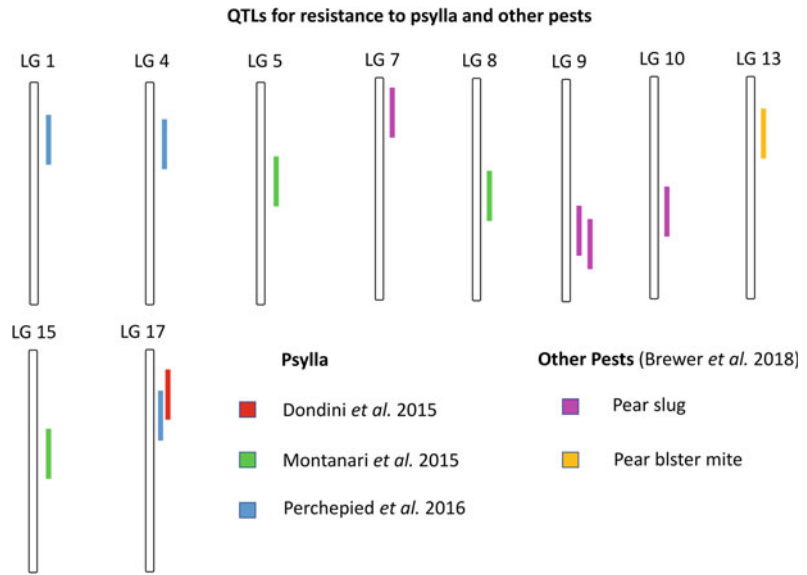 QTLs for resistance to psylla and other pests
LG 1
LG 4
LG 5
LG 7
LG 8
LG 9
LG 10
LG 13
LG 15
LG 17
Psylla
Dondini et al. 2015
Montanari et al. 2015
Perchepied et al. 2016
Other Pests (Brewer et al. 2018)
Pear slug
Pear blster mite